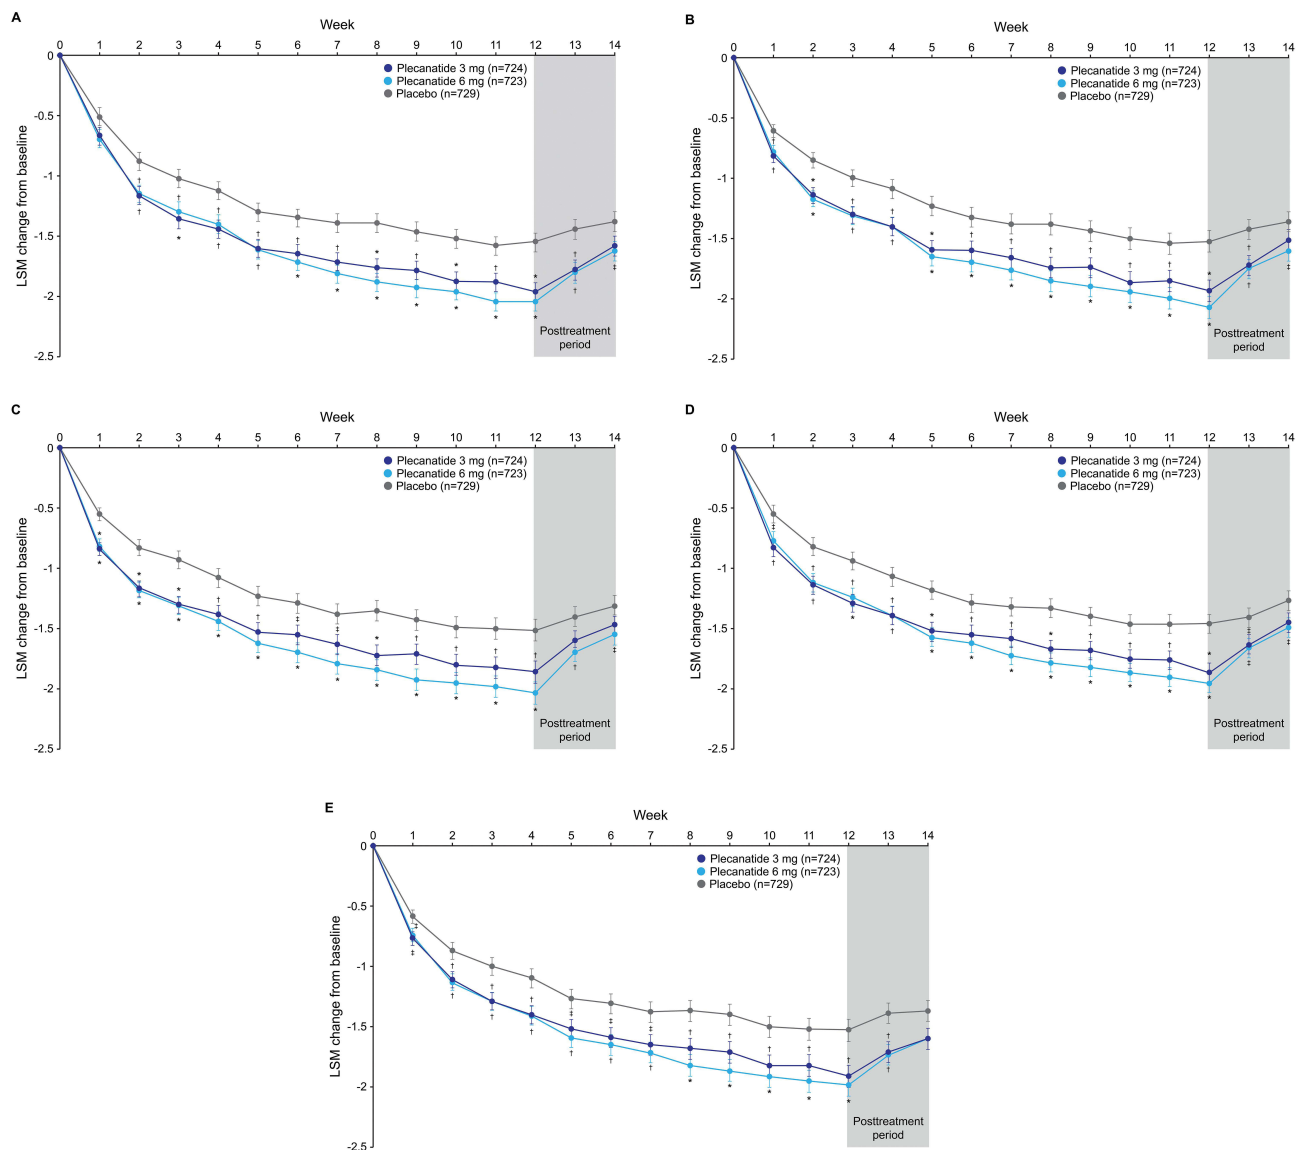 A
Week
0 1 2 3 4 5 6 7 8 9 10 11 12 13 14
0
-0.5
-1
-1.5
-2
-2.5
LSM change from baseline
Plecanatide 3 mg (n=724)
Plecanatide 6 mg (n=723)
Placebo (n=729)
Posttreatment
period
B
Week
0 1 2 3 4 5 6 7 8 9 10 11 12 13 14
0
-0.5
-1
-1.5
-2
-2.5
LSM change from baseline
Plecanatide 3 mg (n=724)
Plecanatide 6 mg (n=723)
Placebo (n=729)
Posttreatment
period
C
Week
0 1 2 3 4 5 6 7 8 9 10 11 12 13 14
0
-0.5
-1
-1.5
-2
-2.5
LSM change from baseline
Plecanatide 3 mg (n=724)
Plecanatide 6 mg (n=723)
Placebo (n=729)
Posttreatment
period
D
Week
0 1 2 3 4 5 6 7 8 9 10 11 12 13 14
0
-0.5
-1
-1.5
-2
-2.5
LSM change from baseline
Plecanatide 3 mg (n=724)
Plecanatide 6 mg (n=723)
Placebo (n=729)
Posttreatment
period
E
Week
0 1 2 3 4 5 6 7 8 9 10 11 12 13 14
0
-0.5
-1
-1.5
-2
-2.5
LSM change from baseline
Plecanatide 3 mg (n=724)
Plecanatide 6 mg (n=723)
Placebo (n=729)
Posttreatment
period